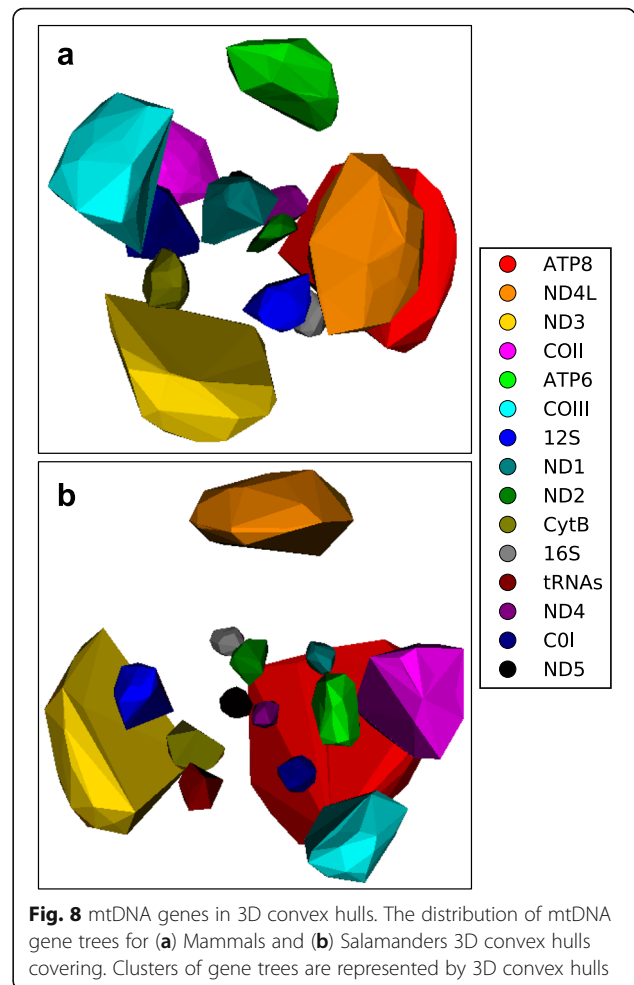 a
b
ATP8
ND4L
ND3
COII
ATP6
COIII
12S
ND1
ND2
CytB
16S
tRNAs
ND4
C0I
ND5
Fig. 8 mtDNA genes in 3D convex hulls. The distribution of mtDNA
gene trees for (a) Mammals and (b) Salamanders 3D convex hulls
covering. Clusters of gene trees are represented by 3D convex hulls